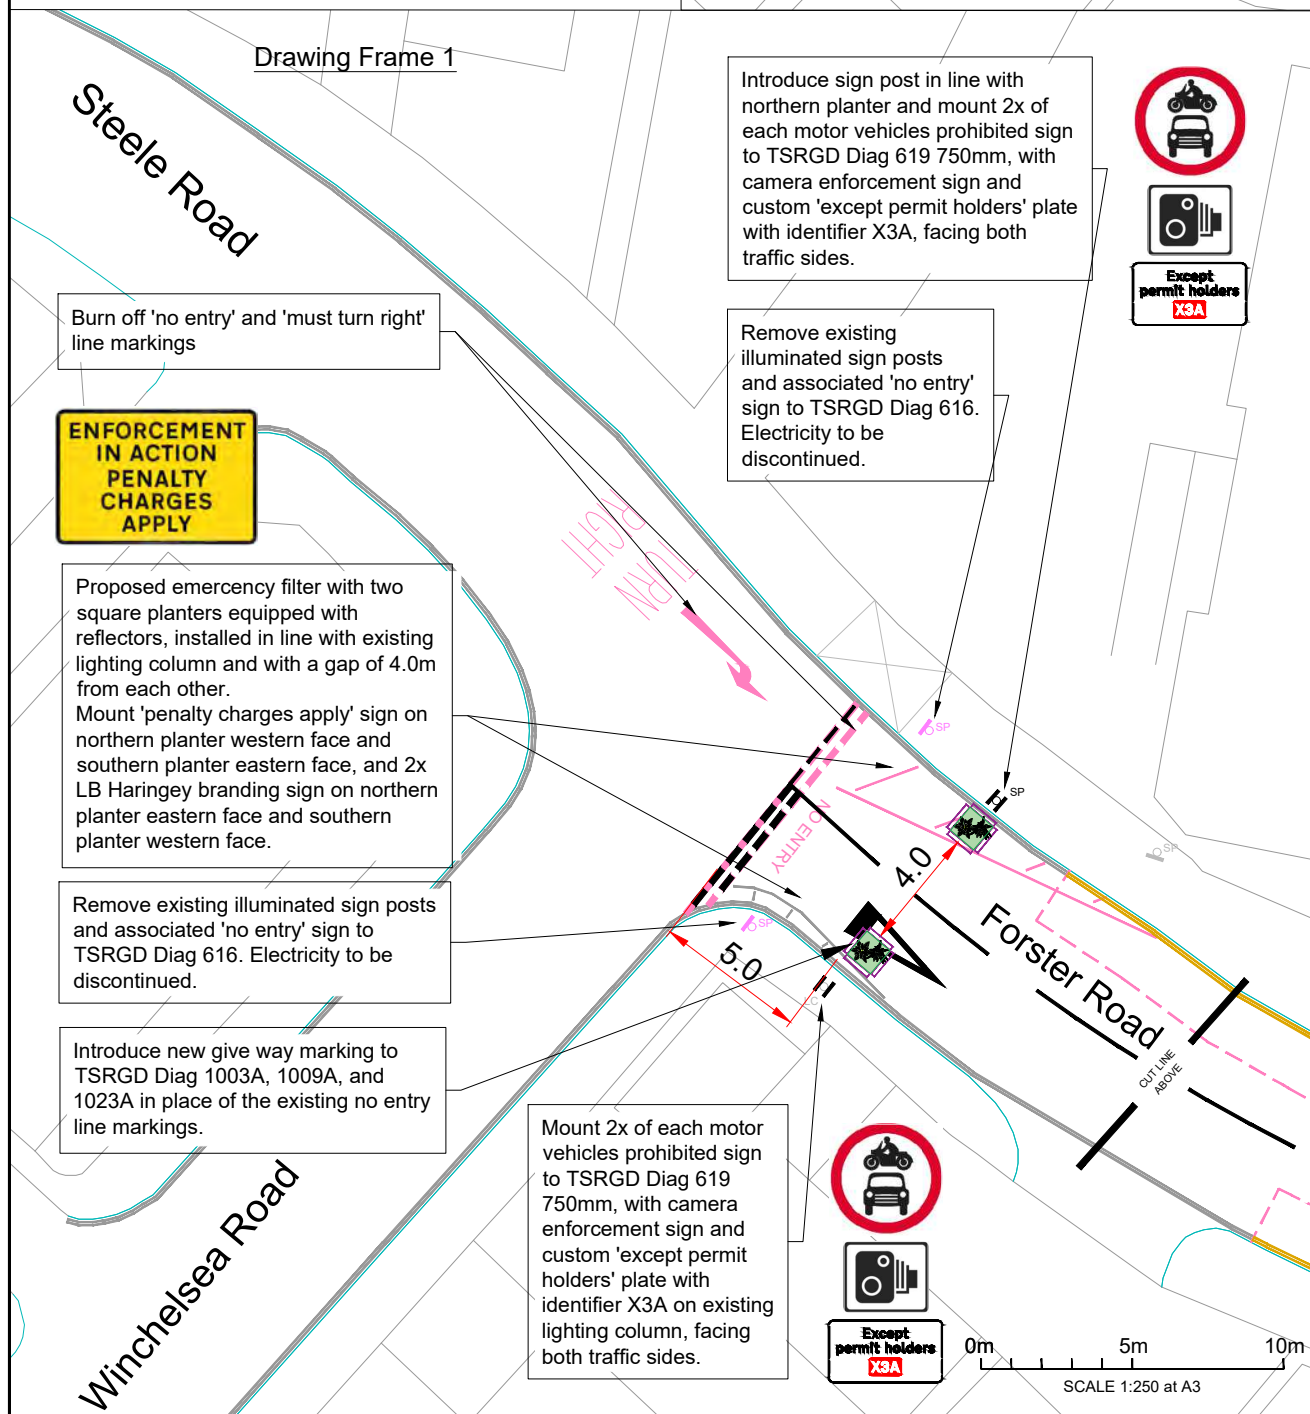 Drawing Frame 1
Steele Road
Introduce sign post in line with
northern planter and mount 2x of
each motor vehicles prohibited sign
to TSRGD Diag 619 750mm, with
camera enforcement sign and
custom 'except permit holders' plate
with identifier X3A, facing both
traffic sides.
Except
permit holders
X3A
Burn off 'no entry' and 'must turn right'
line markings
Remove existing
illuminated sign posts
and associated 'no entry'
sign to TSRGD Diag 616.
Electricity to be
discontinued.
ENFORCEMENT
IN ACTION
PENALTY
CHARGES
APPLY
TURN
RIGHT
Proposed emercency filter with two
square planters equipped with
reflectors, installed in line with existing
lighting column and with a gap of 4.0m
from each other.
Mount 'penalty charges apply' sign on
northern planter western face and
southern planter eastern face, and 2x
LB Haringey branding sign on northern
planter eastern face and southern
planter western face.
SP
SP
SP
NO ENTRY
4.0
Remove existing illuminated sign posts
and associated 'no entry' sign to
TSRGD Diag 616. Electricity to be
discontinued.
SP
5.0
LC
Forster Road
CUT LINE
ABOVE
Introduce new give way marking to
TSRGD Diag 1003A, 1009A, and
1023A in place of the existing no entry
line markings.
Winchelsea Road
Mount 2x of each motor
vehicles prohibited sign
to TSRGD Diag 619
750mm, with camera
enforcement sign and
custom 'except permit
holders' plate with
identifier X3A on existing
lighting column, facing
both traffic sides.
Except
permit holders
X3A
0m 5m 10m
SCALE 1:250 at A3